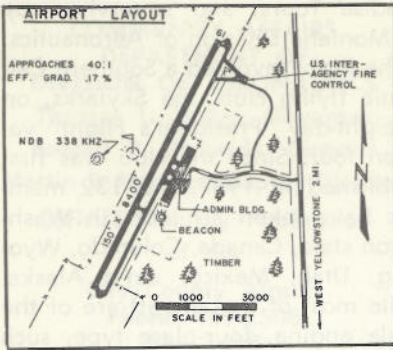 AIRPORT LAYOUT
APPROACHES 40:1
EFF. GRAD. .17 %
NDB 338 KHZ
19
P
U.S. INTER-
AGENCY FIRE
CONTROL
N
150' X 8400'
ADMIN. BLDG.
BEACON
TIMBER
WEST YELLOWSTONE 2 MI.
0 1000 3000
SCALE IN FEET